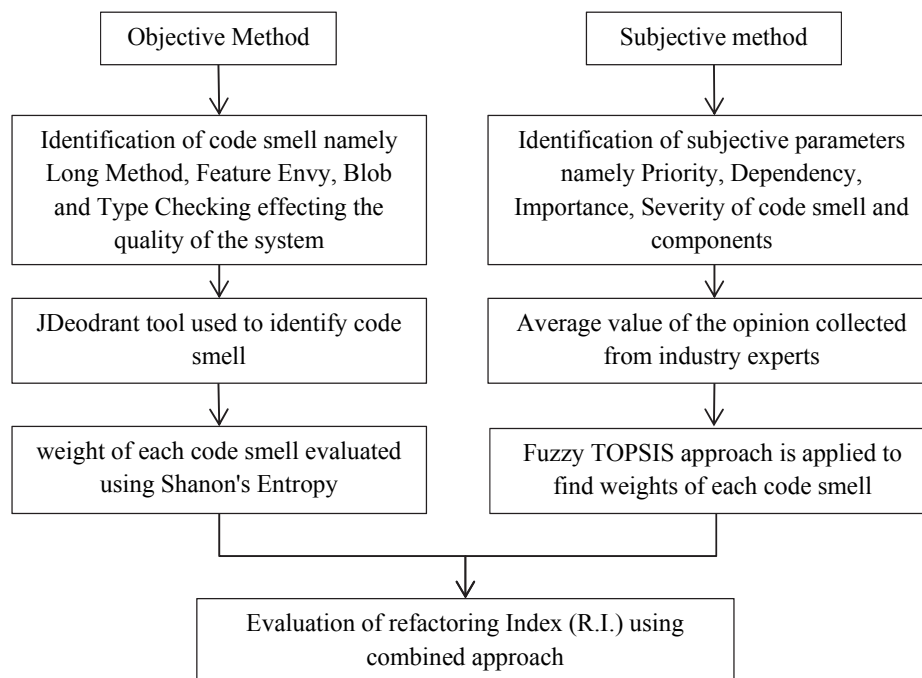 Objective Method
Identification of code smell namely
Long Method, Feature Envy, Blob
and Type Checking effecting the
quality of the system
JDeodrant tool used to identify code
smell
weight of each code smell evaluated
using Shanon's Entropy
Subjective method
Identification of subjective parameters
namely Priority, Dependency,
Importance, Severity of code smell and
components
Average value of the opinion collected
from industry experts
Fuzzy TOPSIS approach is applied to
find weights of each code smell
Evaluation of refactoring Index (R.I.) using
combined approach